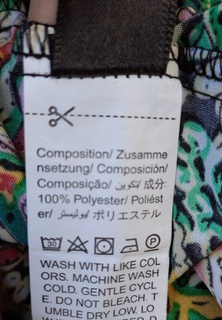 Composition/ Zusamme
nsetzung/ Composición/
Composição/ تكوين/ 成分
100% Polyester/ Poliést
er/ بوليستر/ ポリエステル
WASH WITH LIKE COL
ORS. MACHINE WASH
COLD. GENTLE CYCL
E. DO NOT BLEACH. T
UMBLE DRY LOW. LO